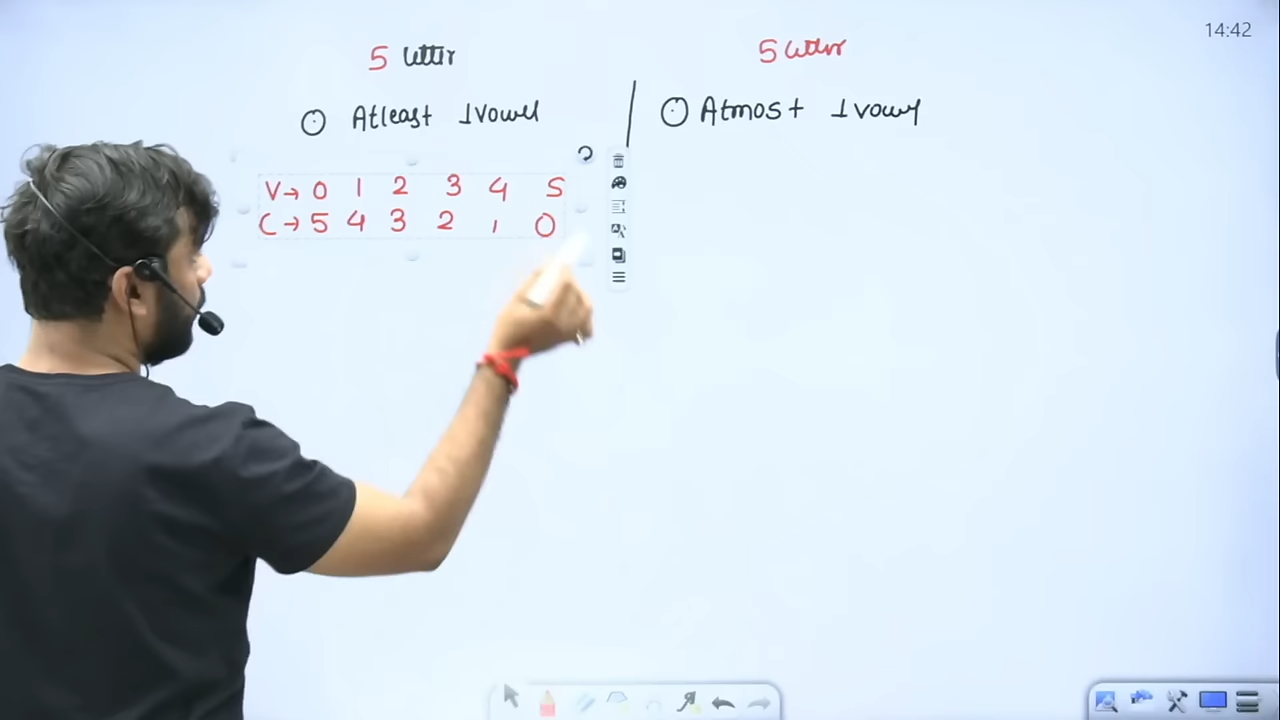 14:42
5 letter
5 letter
Atleast 1 vowel
Atmost 1 vowel
V→ 0 1 2 3 4 5
C→ 5 4 3 2 1 0